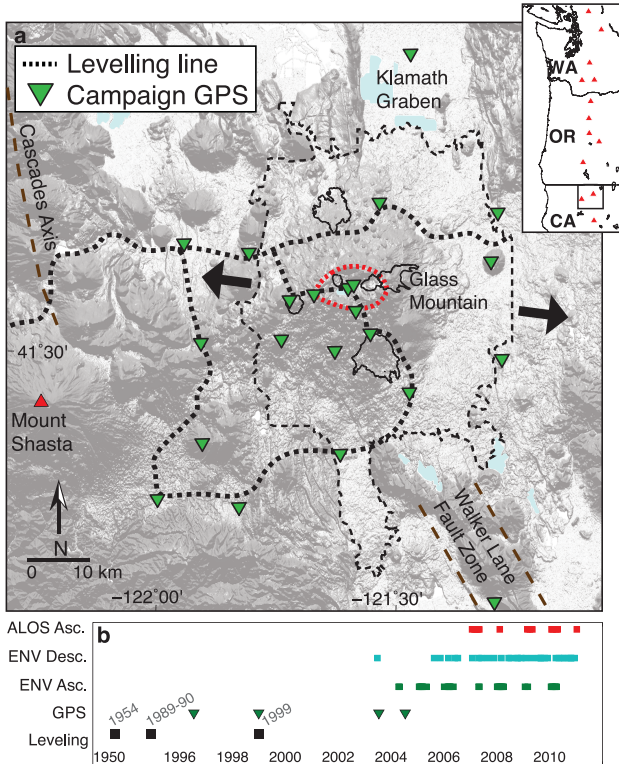 a
Levelling line
Campaign GPS
Klamath
Graben
WA
OR
CA
Cascades Axis
Glass
Mountain
41°30'
Mount
Shasta
N
0 10 km
Walker Lane
Fault Zone
−122°00'
−121°30'
b
ALOS Asc.
ENV Desc.
ENV Asc.
GPS
Leveling
1954
1989-90
1999
1950 1996 1998 2000 2002 2004 2006 2008 2010